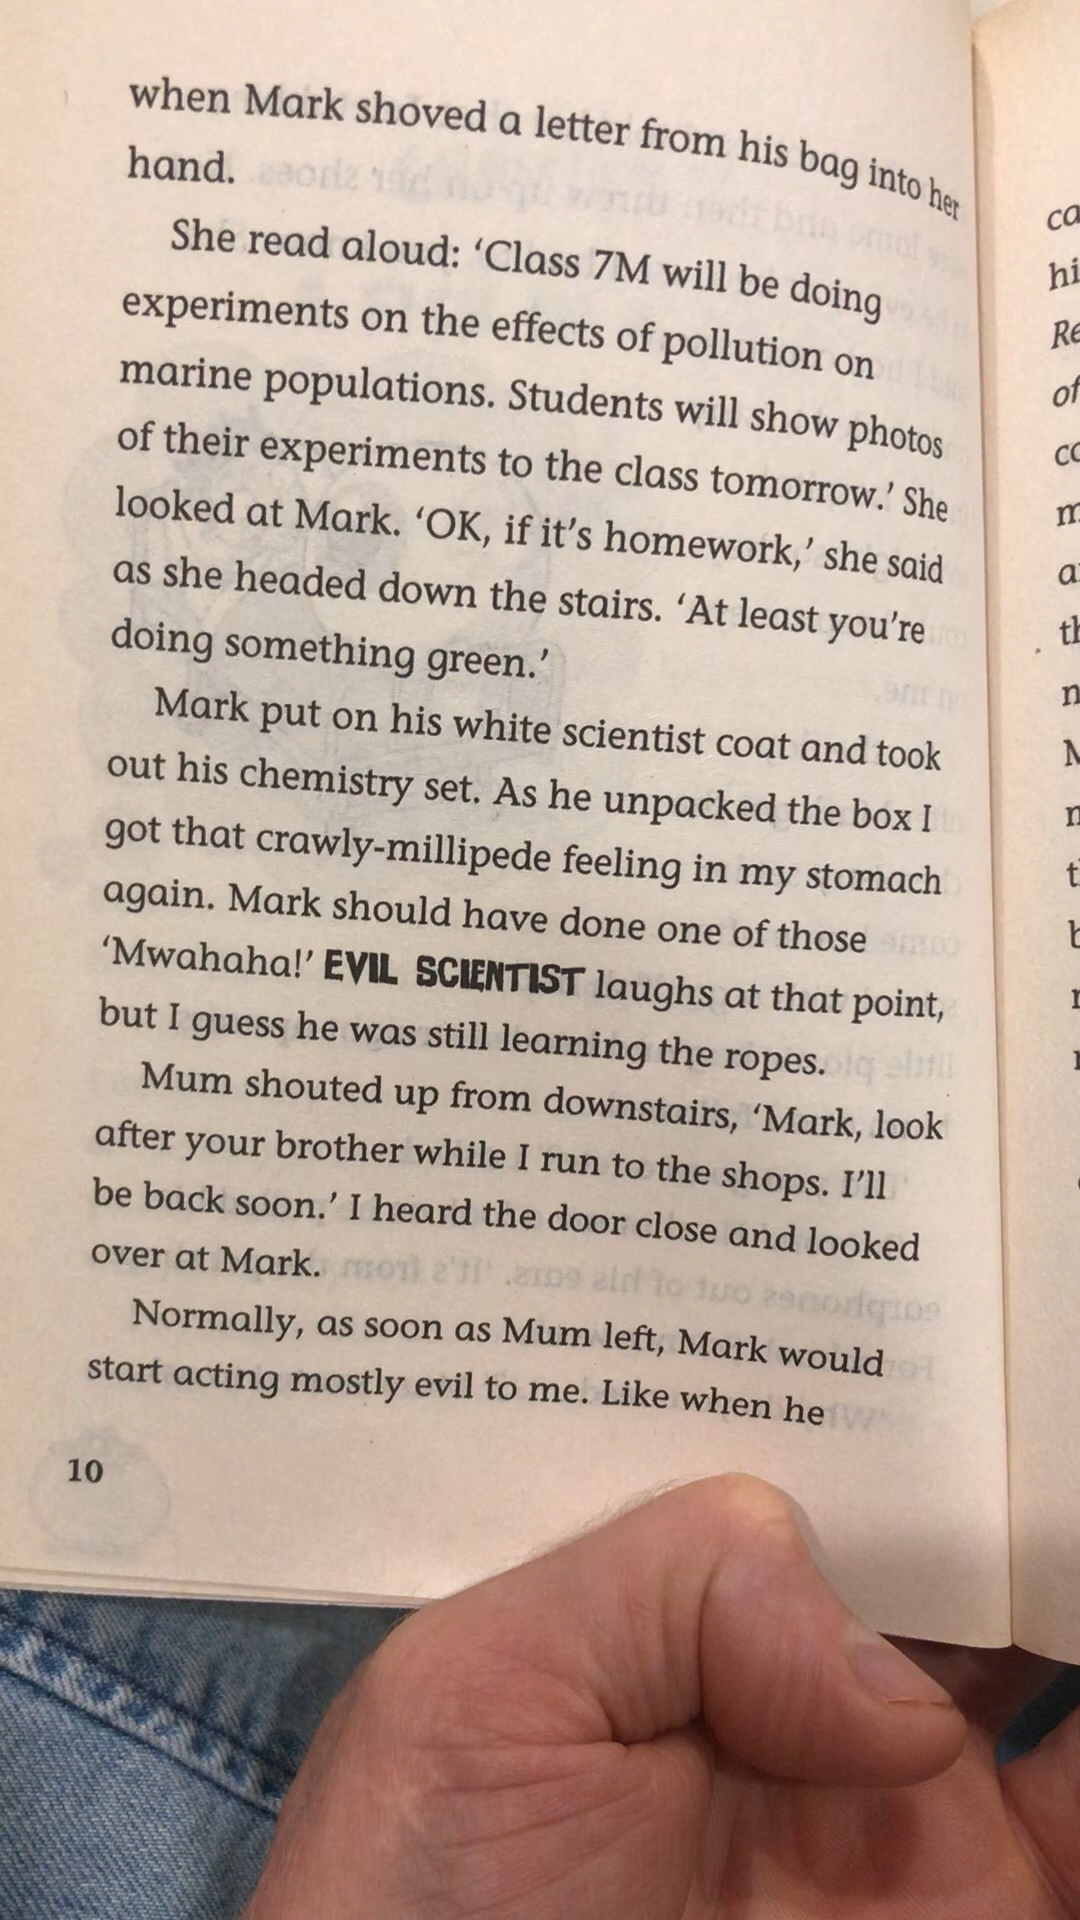 when Mark shoved a letter from his bag into her
hand.
She read aloud: ‘Class 7M will be doing
experiments on the effects of pollution on
marine populations. Students will show photos
of their experiments to the class tomorrow.’ She
looked at Mark. ‘OK, if it’s homework,’ she said
as she headed down the stairs. ‘At least you’re
doing something green.’
Mark put on his white scientist coat and took
out his chemistry set. As he unpacked the box I
got that crawly-millipede feeling in my stomach
again. Mark should have done one of those
‘Mwahaha!’ EVIL SCIENTIST laughs at that point,
but I guess he was still learning the ropes.
Mum shouted up from downstairs, ‘Mark, look
after your brother while I run to the shops. I’ll
be back soon.’ I heard the door close and looked
over at Mark.
Normally, as soon as Mum left, Mark would
start acting mostly evil to me. Like when he
10